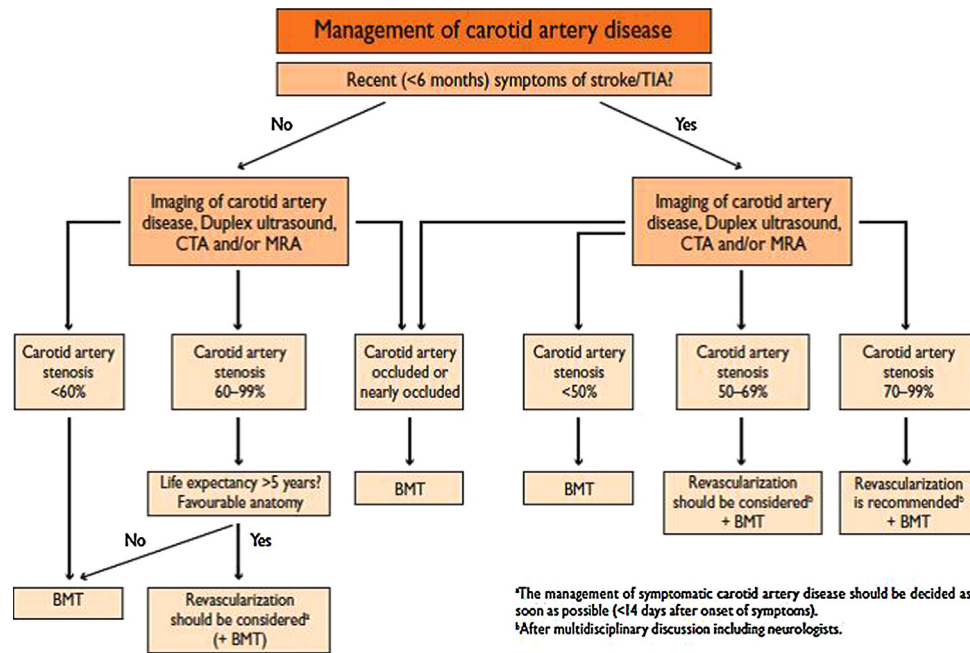 Management of carotid artery disease
Recent (<6 months) symptoms of stroke/TIA?
No
Yes
Imaging of carotid artery
disease, Duplex ultrasound,
CTA and/or MRA
Imaging of carotid artery
disease, Duplex ultrasound,
CTA and/or MRA
Carotid artery
stenosis
<60%
Carotid artery
stenosis
60–99%
Carotid artery
occluded or
nearly occluded
Carotid artery
stenosis
<50%
Carotid artery
stenosis
50–69%
Carotid artery
stenosis
70–99%
Life expectancy >5 years?
Favourable anatomy
BMT
BMT
Revascularization
should be consideredᵇ
+ BMT
Revascularization
is recommendedᵇ
+ BMT
No
Yes
BMT
Revascularization
should be consideredᵃ
(+ BMT)
ᵃThe management of symptomatic carotid artery disease should be decided as
soon as possible (<14 days after onset of symptoms).
ᵇAfter multidisciplinary discussion including neurologists.